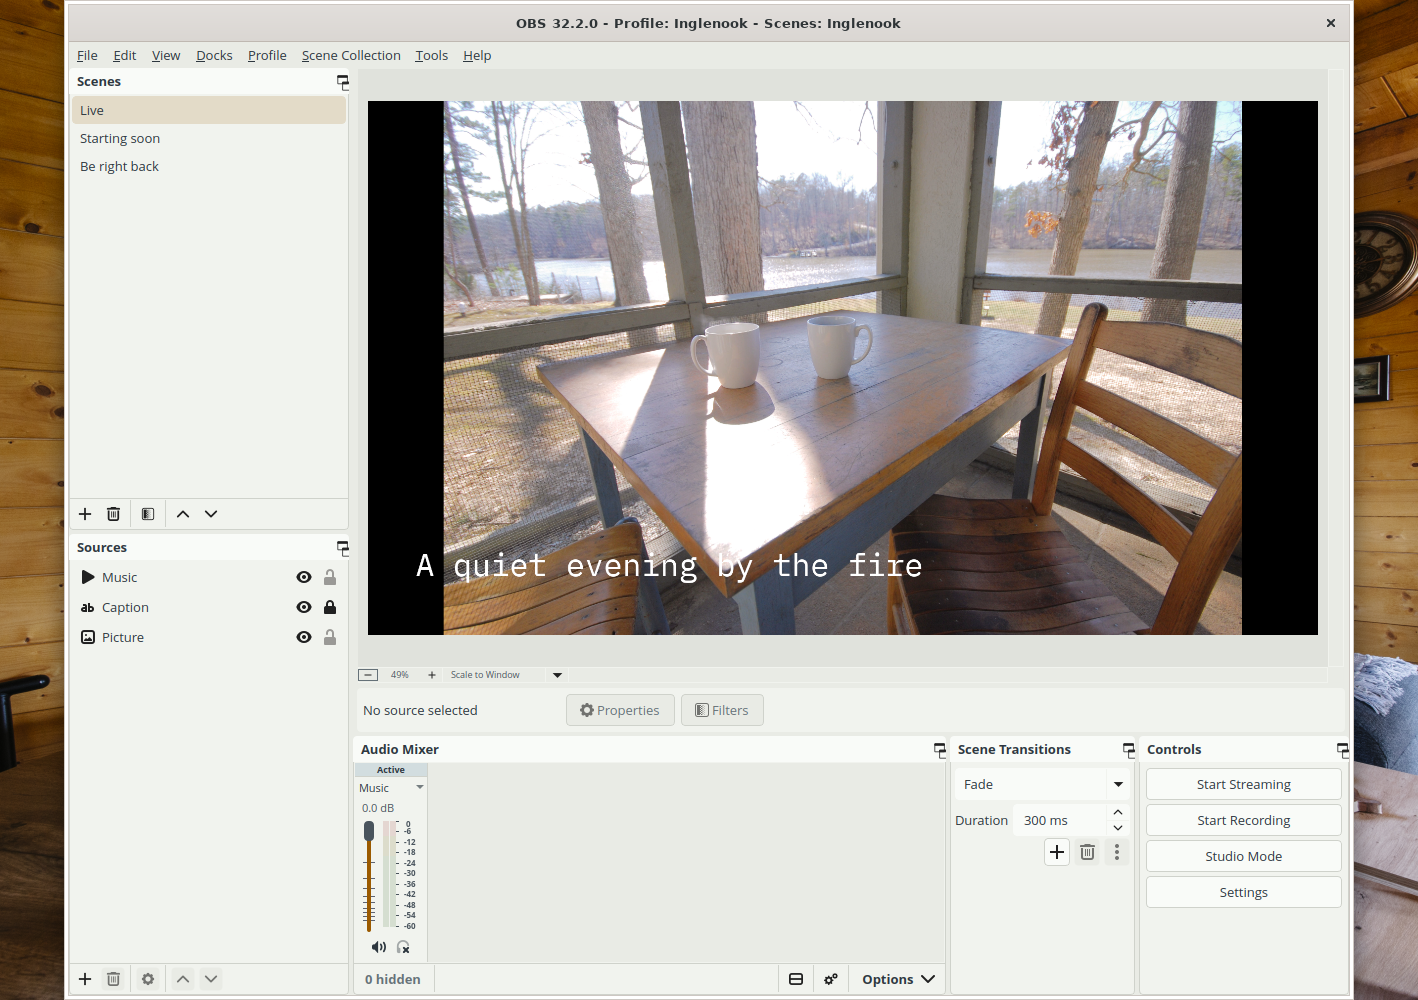 OBS 32.2.0 - Profile: Inglenook - Scenes: Inglenook
File Edit View Docks Profile Scene Collection Tools Help
Scenes
Live
Starting soon
Be right back
Sources
Music
Caption
Picture
A quiet evening by the fire
49% Scale to Window
No source selected Properties Filters
Audio Mixer
Active
Music
0.0 dB
0
-6
-12
-18
-24
-30
-36
-42
-48
-54
-60
0 hidden Options
Scene Transitions
Fade
Duration 300 ms
Controls
Start Streaming
Start Recording
Studio Mode
Settings